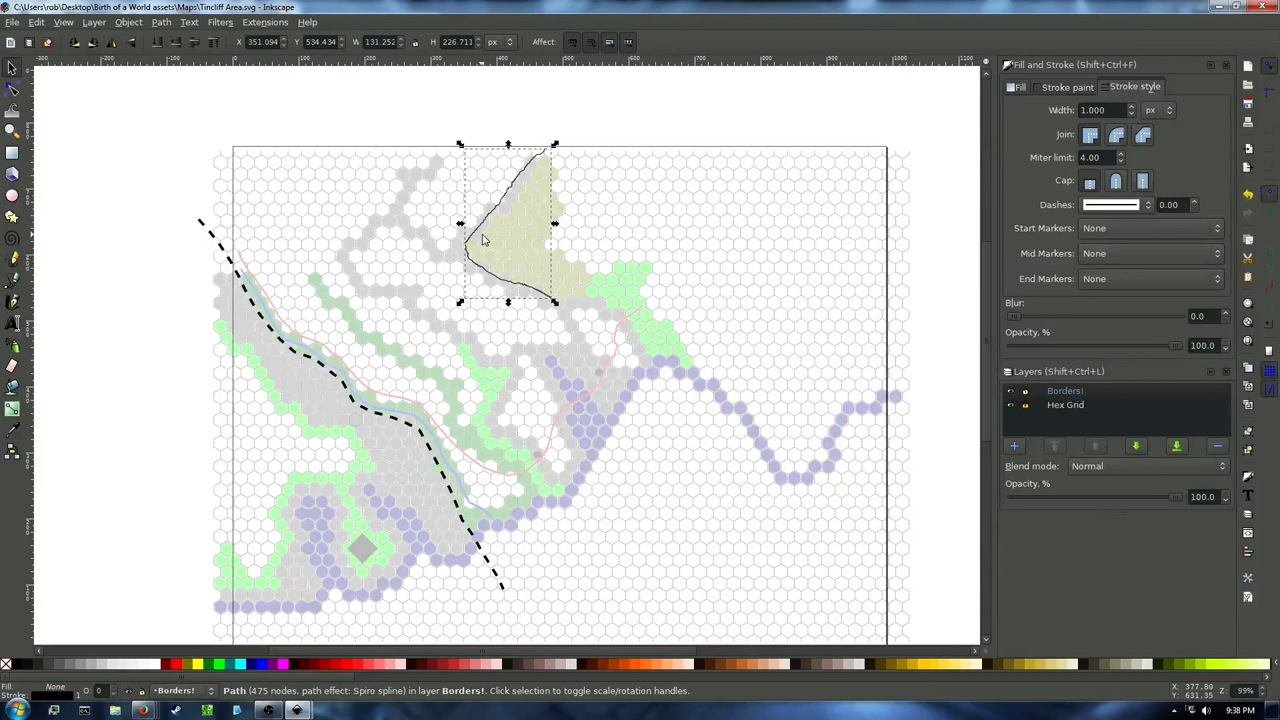 C:\Users\rob\Desktop\Birth of a World assets\Maps\Tincliff Area.svg - Inkscape
File Edit View Layer Object Path Text Filters Extensions Help
X 351.094 Y 534.434 W 131.252 H 226.711 px Affect:
Fill and Stroke (Shift+Ctrl+F)
Fill Stroke paint Stroke style
Width: 1.000 px
Join:
Miter limit: 4.00
Cap:
Dashes: 0.00
Start Markers: None
Mid Markers: None
End Markers: None
Blur:
0.0
Opacity, %
100.0
Layers (Shift+Ctrl+L)
Borders!
Hex Grid
Blend mode: Normal
Opacity, % 100.0
Fill: None
Stroke: 1
O: 0
•Borders!
Path (475 nodes, path effect: Spiro spline) in layer Borders!. Click selection to toggle scale/rotation handles.
X: 377.80
Y: 631.35
Z: 99%
9:38 PM